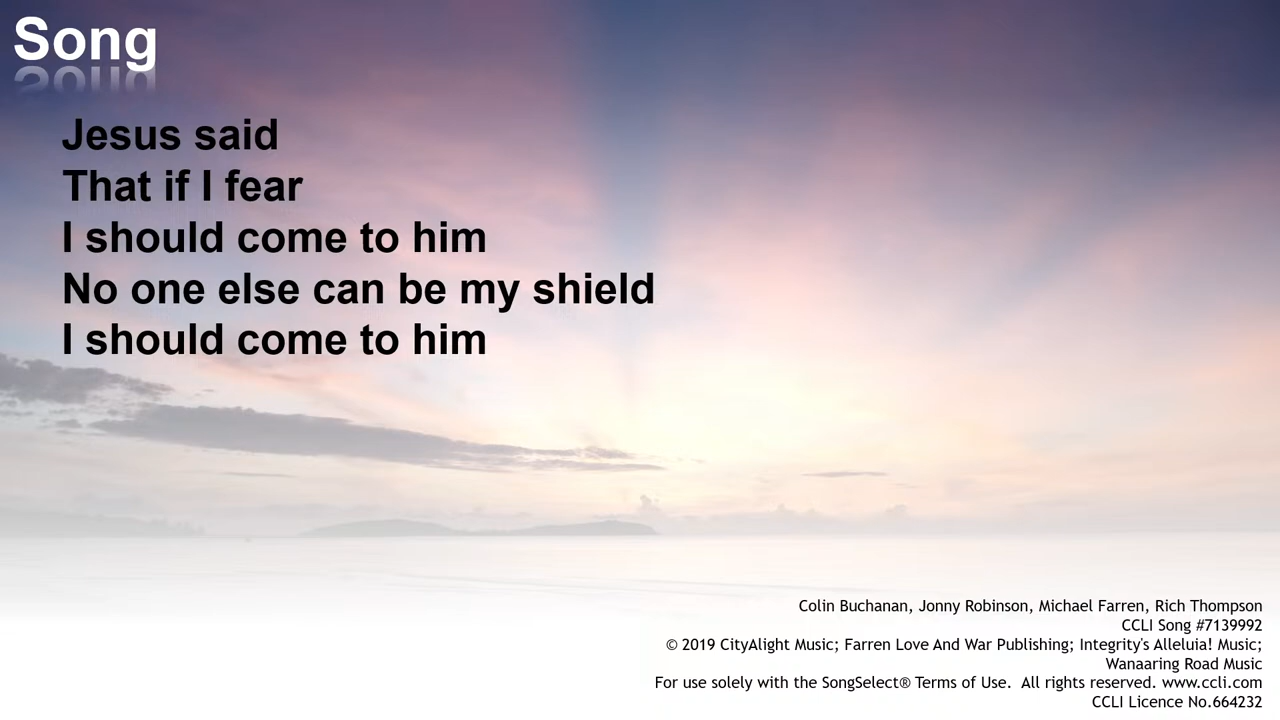 Song
Jesus said
That if I fear
I should come to him
No one else can be my shield
I should come to him
Colin Buchanan, Jonny Robinson, Michael Farren, Rich Thompson
CCLI Song #7139992
© 2019 CityAlight Music; Farren Love And War Publishing; Integrity's Alleluia! Music;
Wanaaring Road Music
For use solely with the SongSelect® Terms of Use.  All rights reserved. www.ccli.com
CCLI Licence No.664232